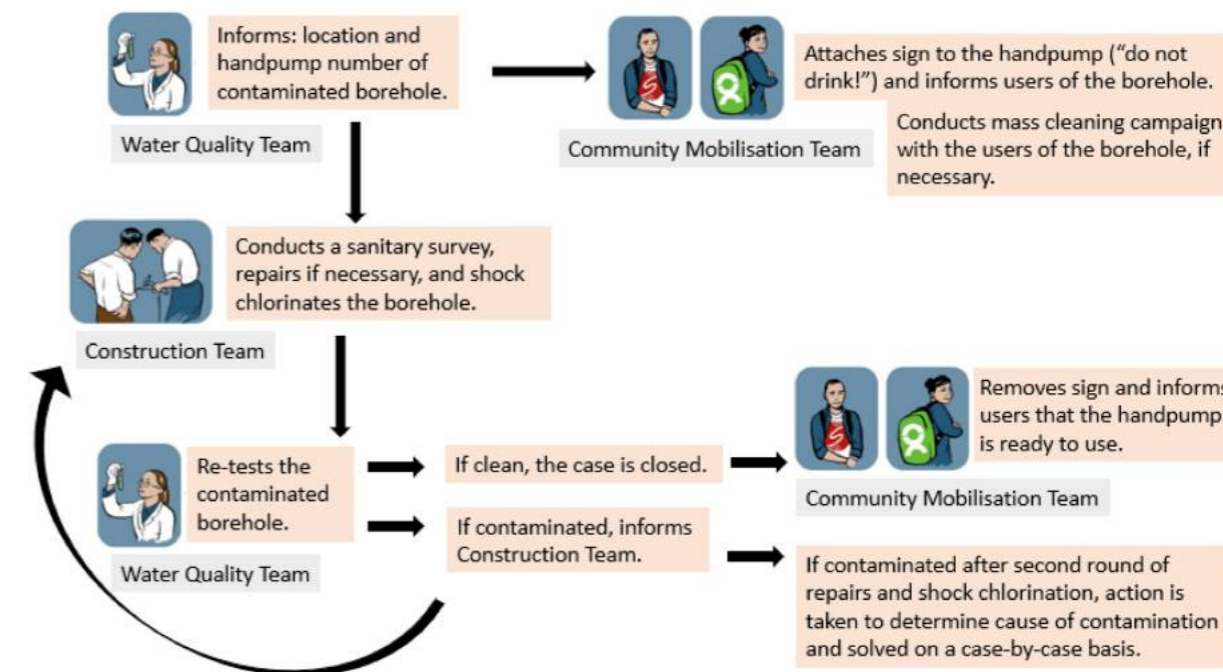 Informs: location and
handpump number of
contaminated borehole.
Water Quality Team
Attaches sign to the handpump (“do not
drink!”) and informs users of the borehole.
Conducts mass cleaning campaign
with the users of the borehole, if
necessary.
Community Mobilisation Team
Conducts a sanitary survey,
repairs if necessary, and shock
chlorinates the borehole.
Construction Team
Re-tests the
contaminated
borehole.
Water Quality Team
If clean, the case is closed.
Removes sign and informs
users that the handpump
is ready to use.
Community Mobilisation Team
If contaminated, informs
Construction Team.
If contaminated after second round of
repairs and shock chlorination, action is
taken to determine cause of contamination
and solved on a case-by-case basis.